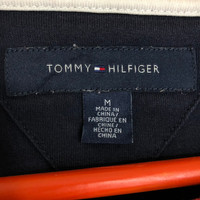 TOMMY HILFIGER
M
MADE IN
CHINA/
FABRIQUÉ EN
CHINE/
HECHO EN
CHINA